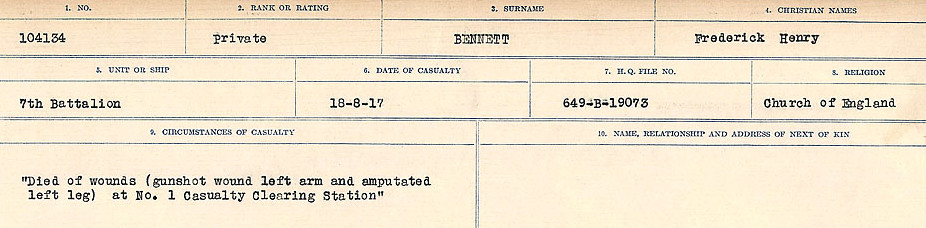 1. NO. 2. RANK OR RATING 3. SURNAME 4. CHRISTIAN NAMES
104134 Private BENNETT Frederick Henry
5. UNIT OR SHIP 6. DATE OF CASUALTY 7. H.Q. FILE NO. 8. RELIGION
7th Battalion 18-8-17 649-B-19073 Church of England
9. CIRCUMSTANCES OF CASUALTY 10. NAME, RELATIONSHIP AND ADDRESS OF NEXT OF KIN
"Died of wounds (gunshot wound left arm and amputated
left leg) at No. 1 Casualty Clearing Station"